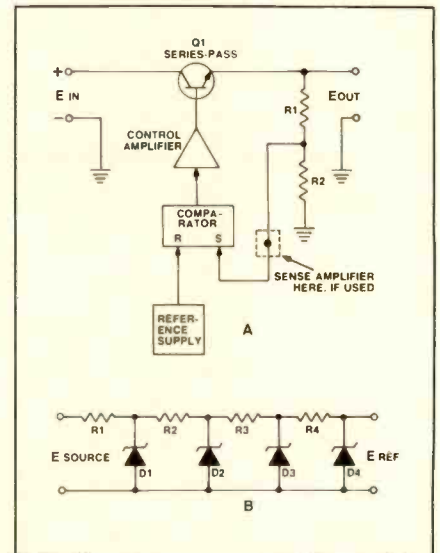 Q1
SERIES-PASS
+
E IN
EOUT
R1
-
CONTROL
AMPLIFIER
R2
COMPA-
RATOR
R S
SENSE AMPLIFIER
HERE. IF USED
REFER-
ENCE
SUPPLY
A
R1 R2 R3 R4
E SOURCE
E REF
D1 D2 D3 D4
B